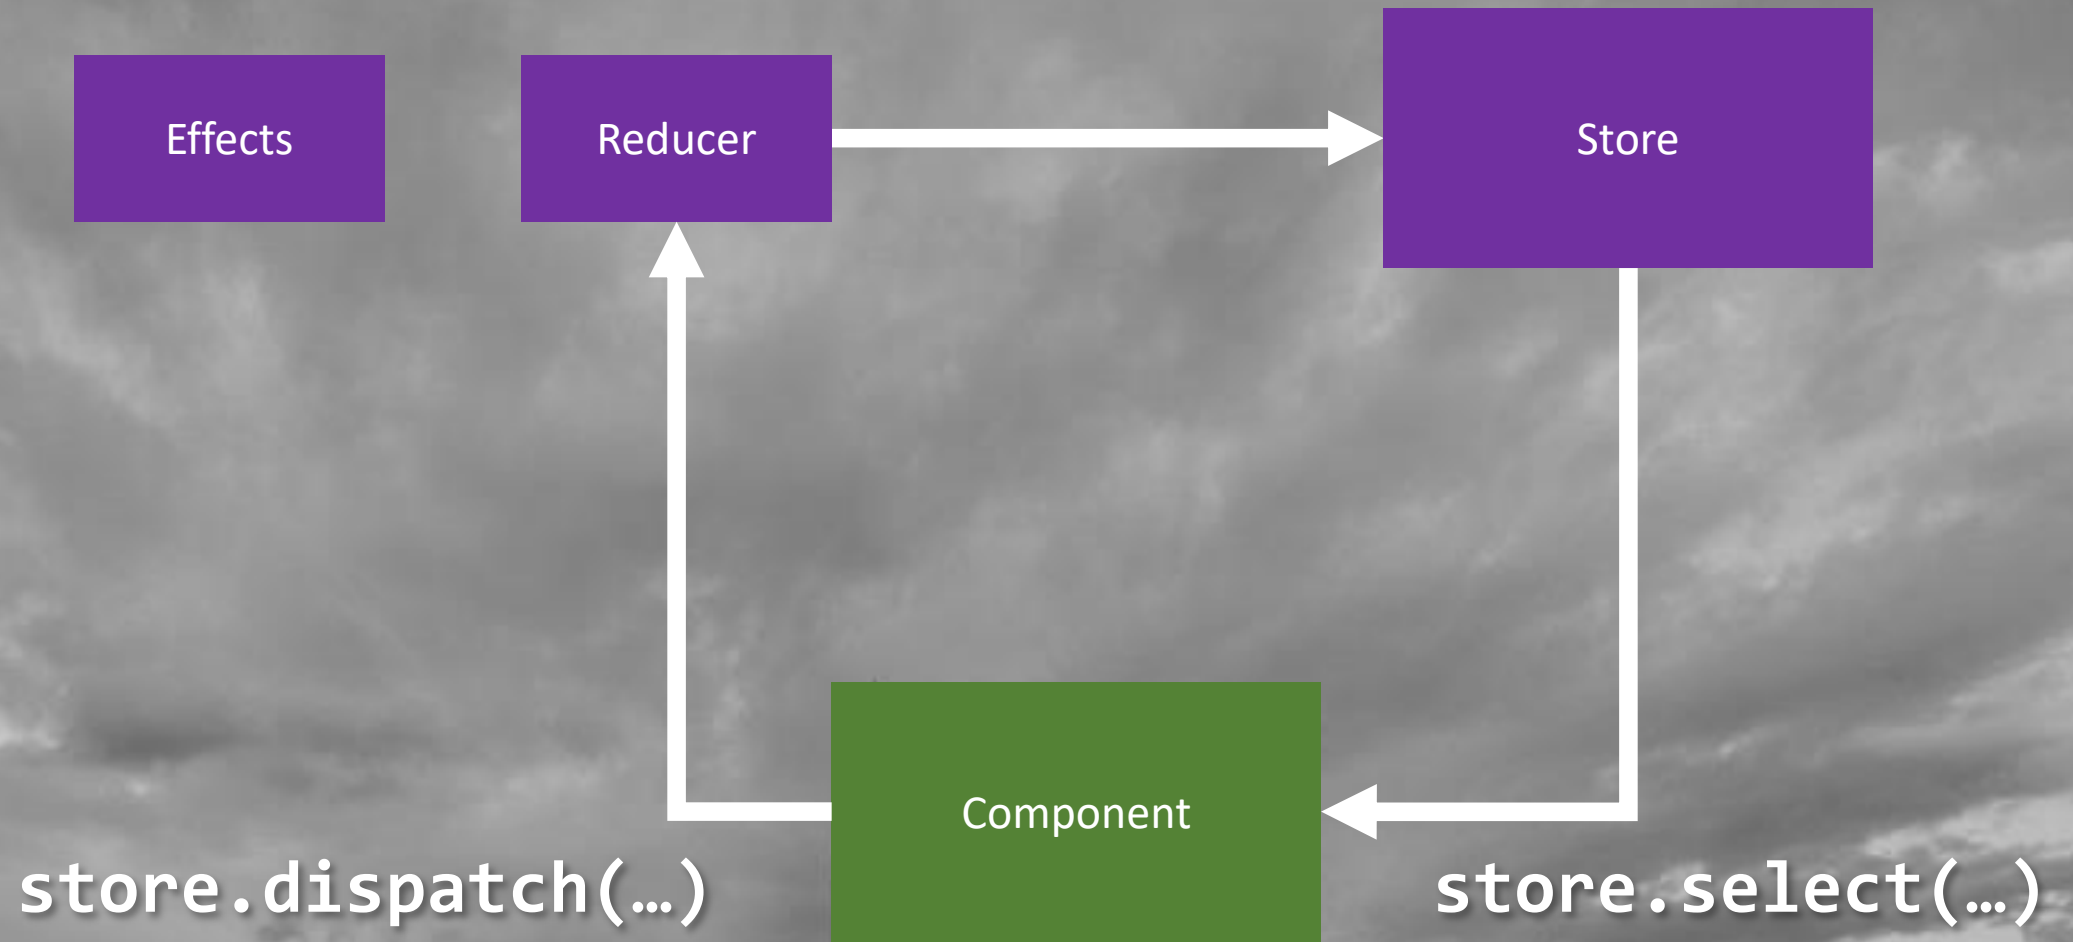 Effects
Reducer
Store
Component
store.dispatch(…)
store.select(…)